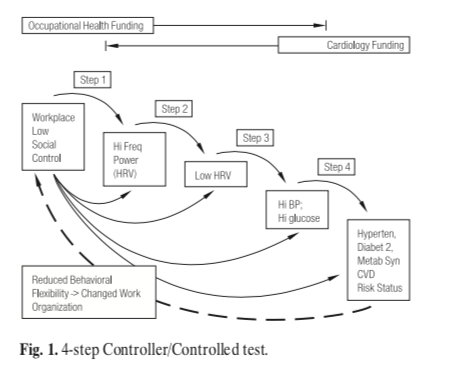 Occupational Health Funding
Cardiology Funding
Step 1
Step 2
Step 3
Step 4
Workplace
Low
Social
Control
Hi Freq
Power
(HRV)
Low HRV
Hi BP;
Hi glucose
Hyperten,
Diabet 2,
Metab Syn
CVD
Risk Status
Reduced Behavioral
Flexibility -> Changed Work
Organization
Fig. 1. 4-step Controller/Controlled test.